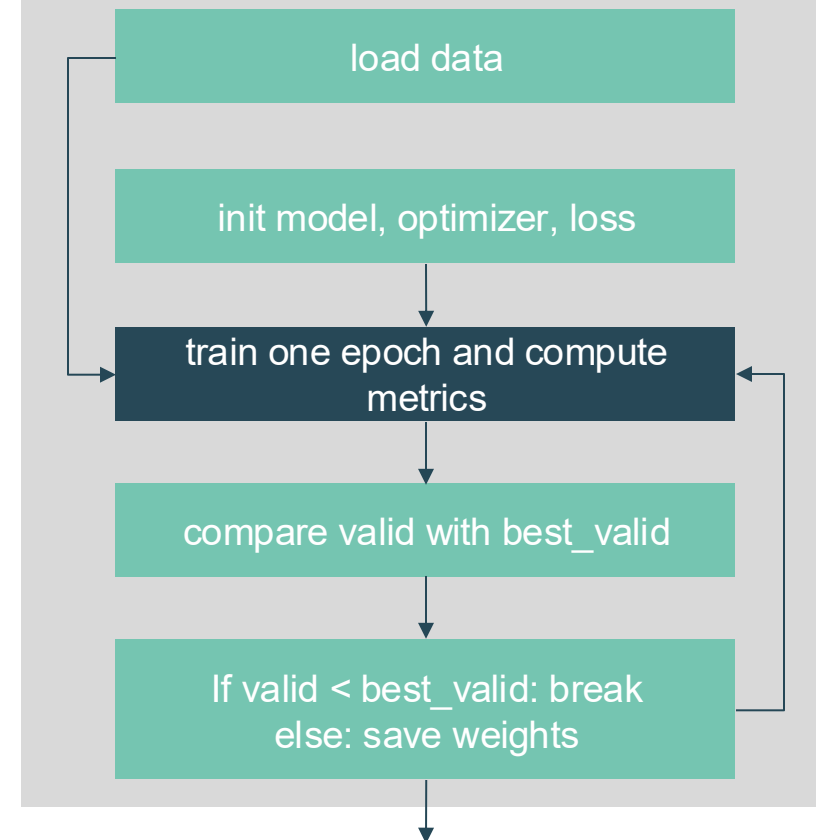 load data
init model, optimizer, loss
train one epoch and compute
metrics
compare valid with best_valid
If valid < best_valid: break
else: save weights